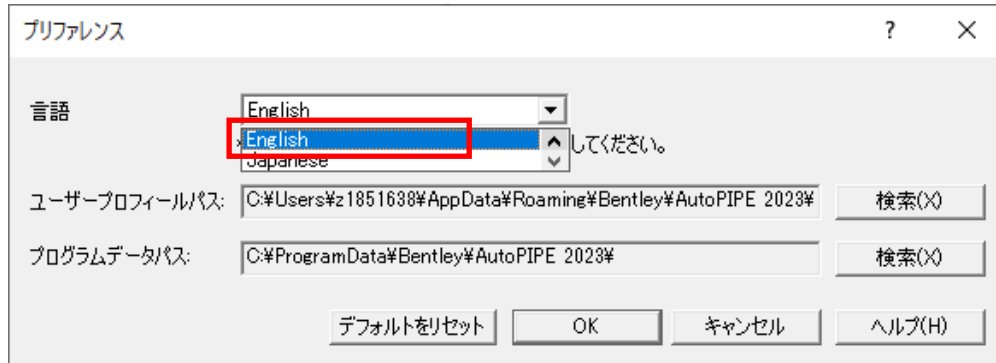 プリファレンス ? ×
言語 English
English
Japanese
してください。
ユーザープロフィールパス: C:¥Users¥z1851638¥AppData¥Roaming¥Bentley¥AutoPIPE 2023¥ 検索(X)
プログラムデータパス: C:¥ProgramData¥Bentley¥AutoPIPE 2023¥ 検索(X)
デフォルトをリセット OK キャンセル ヘルプ(H)